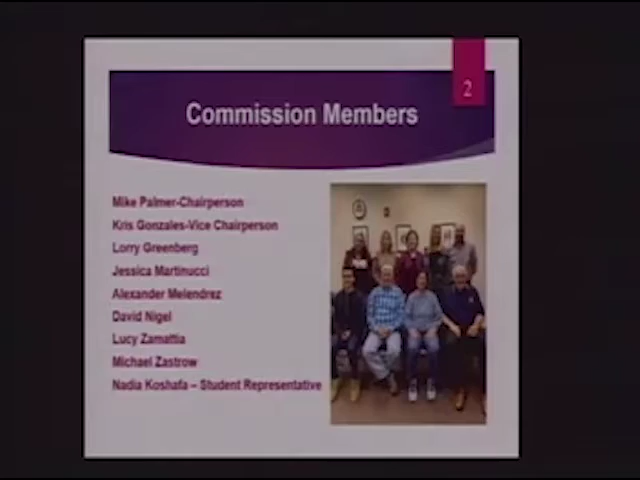 2
Commission Members
Mike Palmer-Chairperson
Kris Gonzales-Vice Chairperson
Lorry Greenberg
Jessica Martinucci
Alexander Melendrez
David Nigel
Lucy Zamattia
Michael Zastrow
Nadia Koshafa – Student Representative